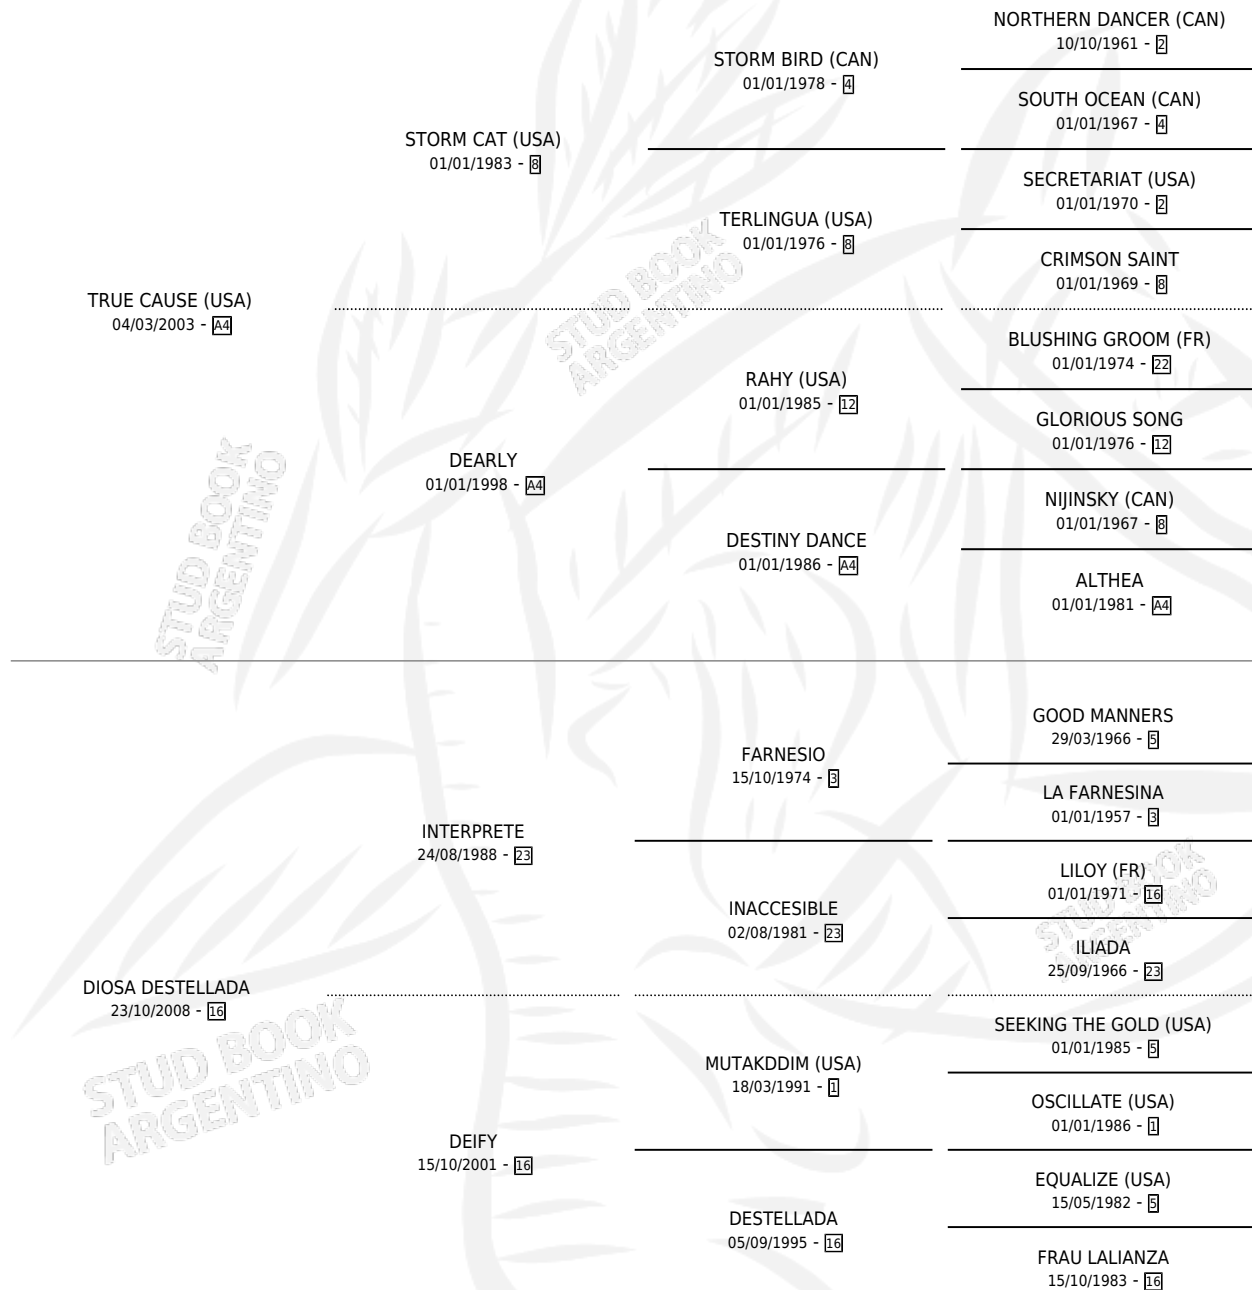 NORTHERN DANCER (CAN)
10/10/1961 - 2
STORM BIRD (CAN)
01/01/1978 - 4
SOUTH OCEAN (CAN)
01/01/1967 - 4
STORM CAT (USA)
01/01/1983 - 8
SECRETARIAT (USA)
01/01/1970 - 2
TERLINGUA (USA)
01/01/1976 - 8
CRIMSON SAINT
01/01/1969 - 8
TRUE CAUSE (USA)
04/03/2003 - A4
BLUSHING GROOM (FR)
01/01/1974 - 22
RAHY (USA)
01/01/1985 - 12
GLORIOUS SONG
01/01/1976 - 12
DEARLY
01/01/1998 - A4
NIJINSKY (CAN)
01/01/1967 - 8
DESTINY DANCE
01/01/1986 - A4
ALTHEA
01/01/1981 - A4
GOOD MANNERS
29/03/1966 - 5
FARNESIO
15/10/1974 - 3
LA FARNESINA
01/01/1957 - 3
INTERPRETE
24/08/1988 - 23
LILOY (FR)
01/01/1971 - 16
INACCESIBLE
02/08/1981 - 23
ILIADA
25/09/1966 - 23
DIOSA DESTELLADA
23/10/2008 - 16
SEEKING THE GOLD (USA)
01/01/1985 - 5
MUTAKDDIM (USA)
18/03/1991 - 1
OSCILLATE (USA)
01/01/1986 - 1
DEIFY
15/10/2001 - 16
EQUALIZE (USA)
15/05/1982 - 5
DESTELLADA
05/09/1995 - 16
FRAU LALIANZA
15/10/1983 - 16
STUD BOOK
ARGENTINO
STUD BOOK
ARGENTINO
STUD BOOK
ARGENTINO
STUD BOOK
ARGENTINO